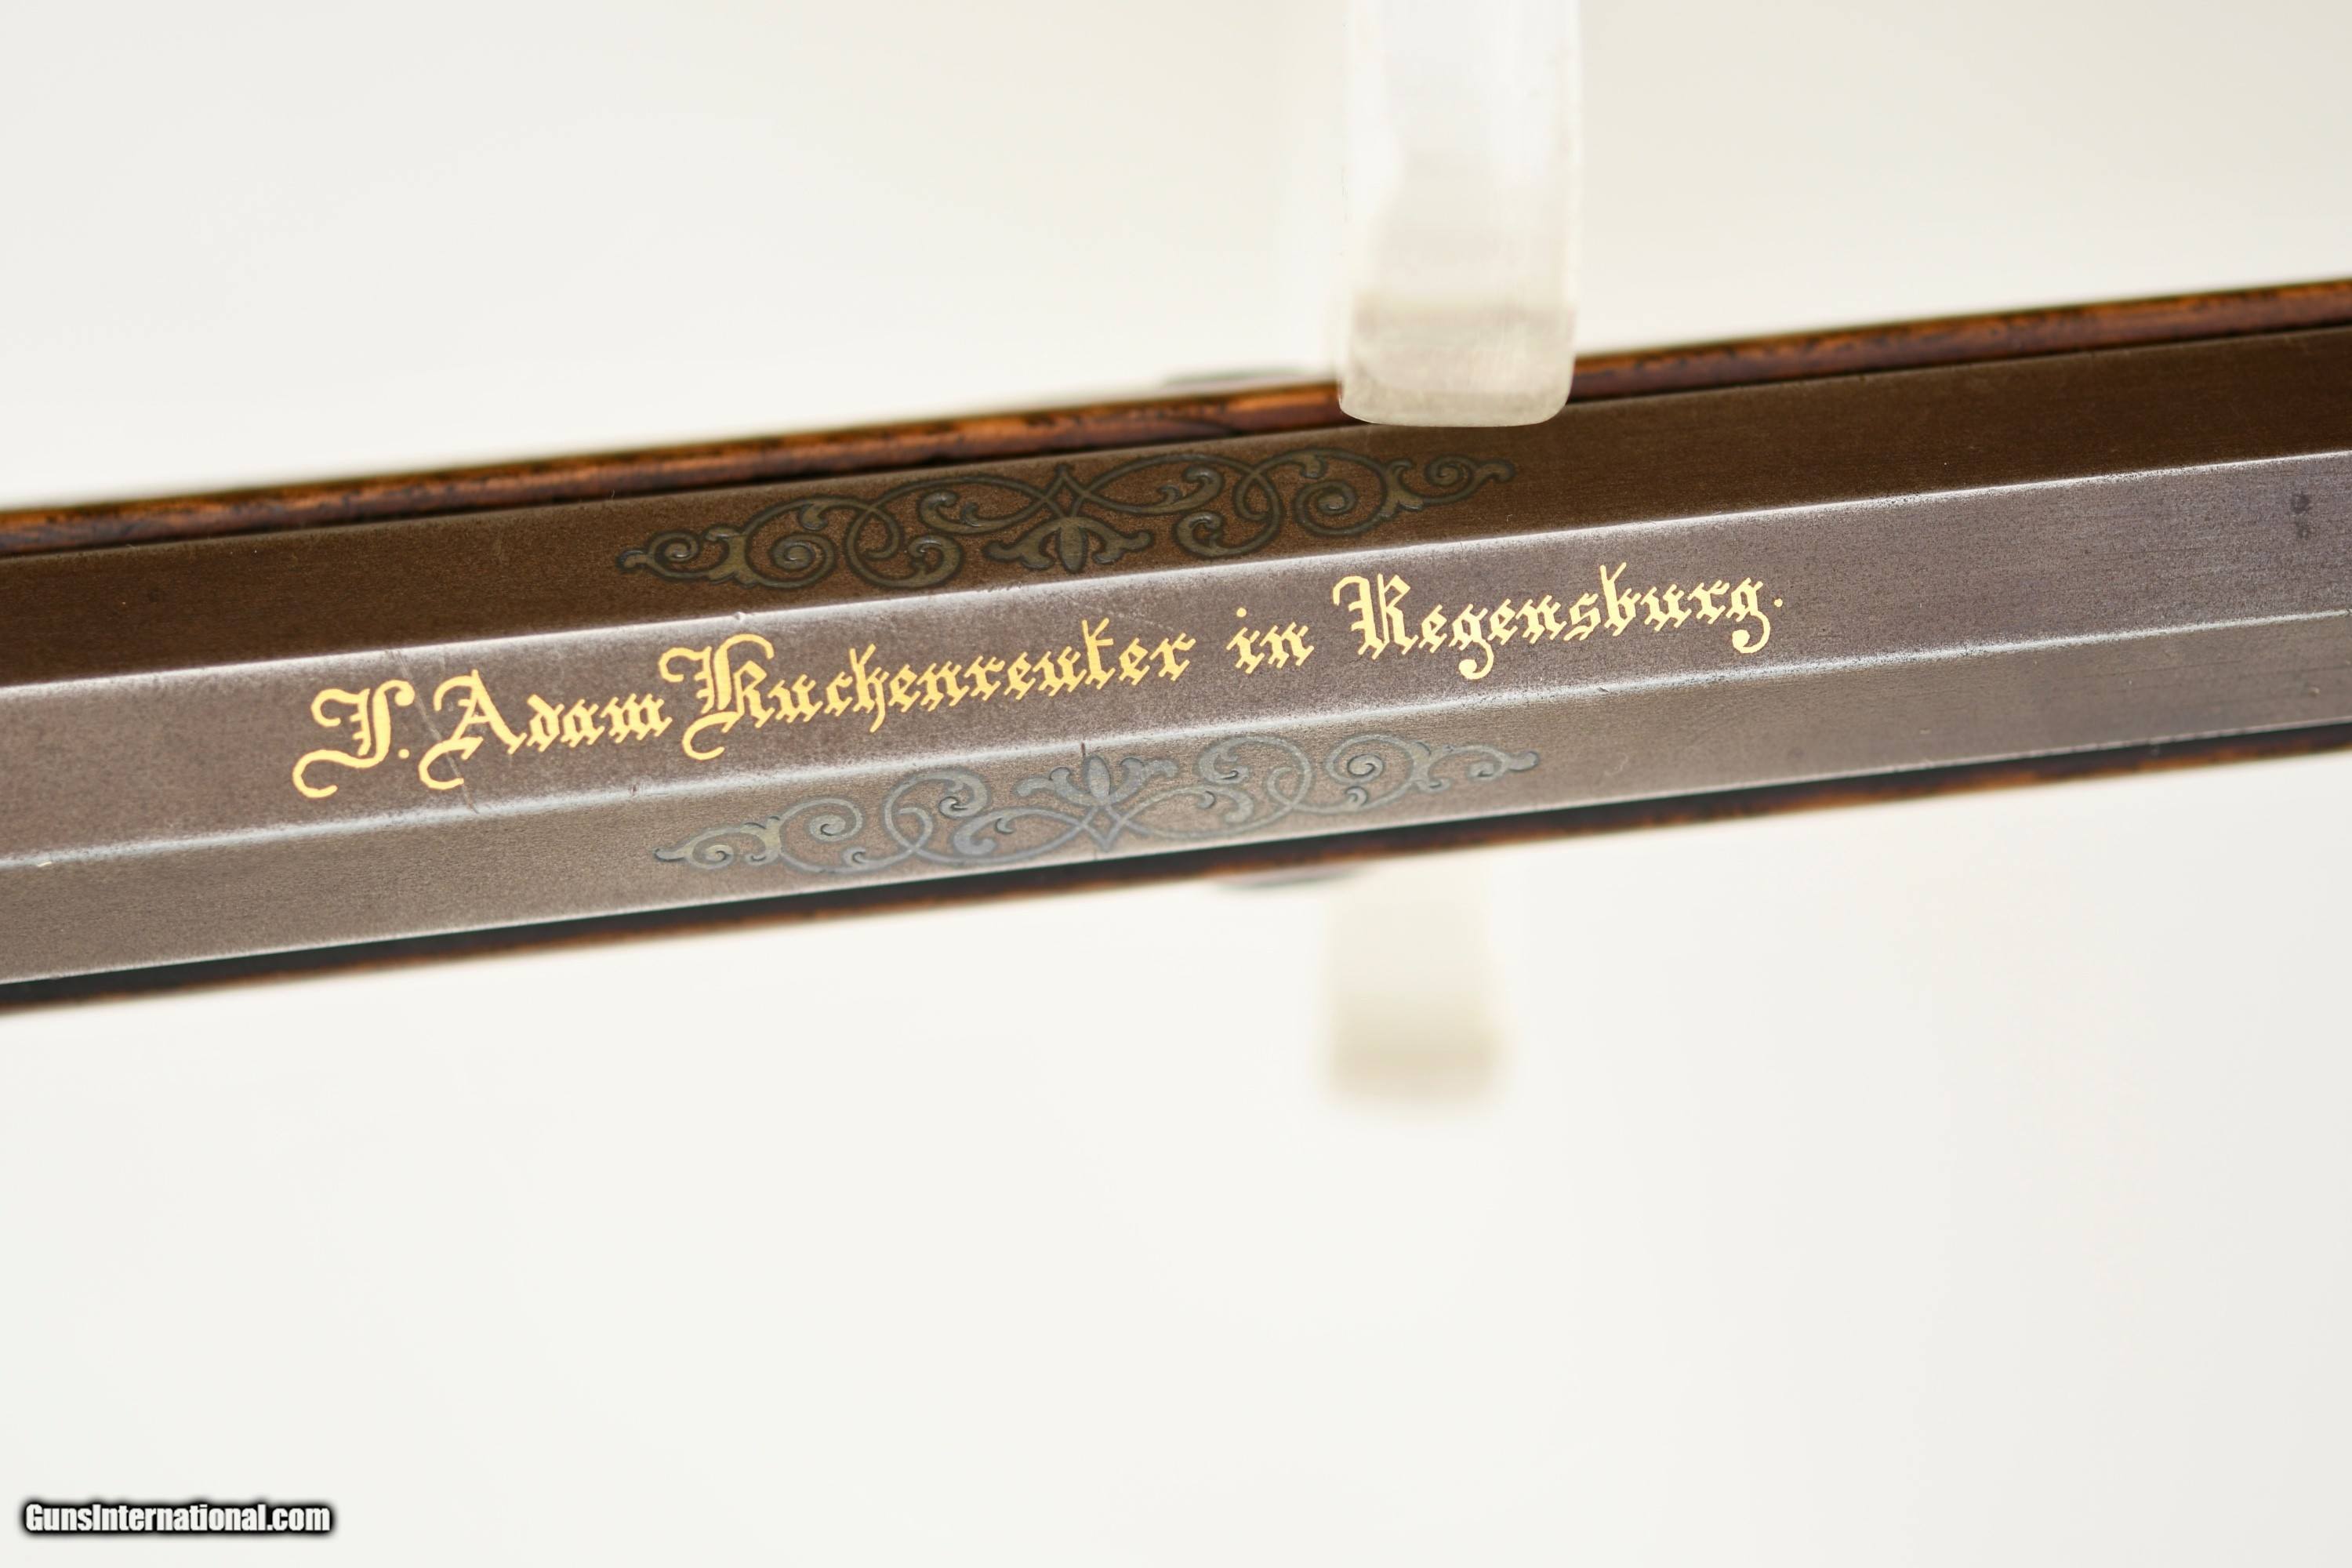 J. Adam Kuchenreuter in Regensburg.
GunsInternational.com